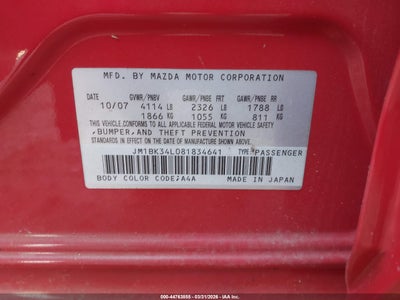 MFD. BY MAZDA MOTOR CORPORATION
GVWR/PNBV GAWR/PNBE FRT GAWR/PNBE RR
10/07 4114 LB 2326 LB 1788 LB
1866 KG 1055 KG 811 KG
THIS VEHICLE CONFORMS TO ALL APPLICABLE FEDERAL MOTOR VEHICLE SAFETY,
BUMPER, AND THEFT PREVENTION
STANDARDS IN EFFECT ON THE DATE OF MANUFACTURE SHOWN ABOVE.
JM1BK34L081834641 TYPE:PASSENGER
BODY COLOR CODE:A4A MADE IN JAPAN
000-44763555 - 03/31/2026 - IAA Inc.